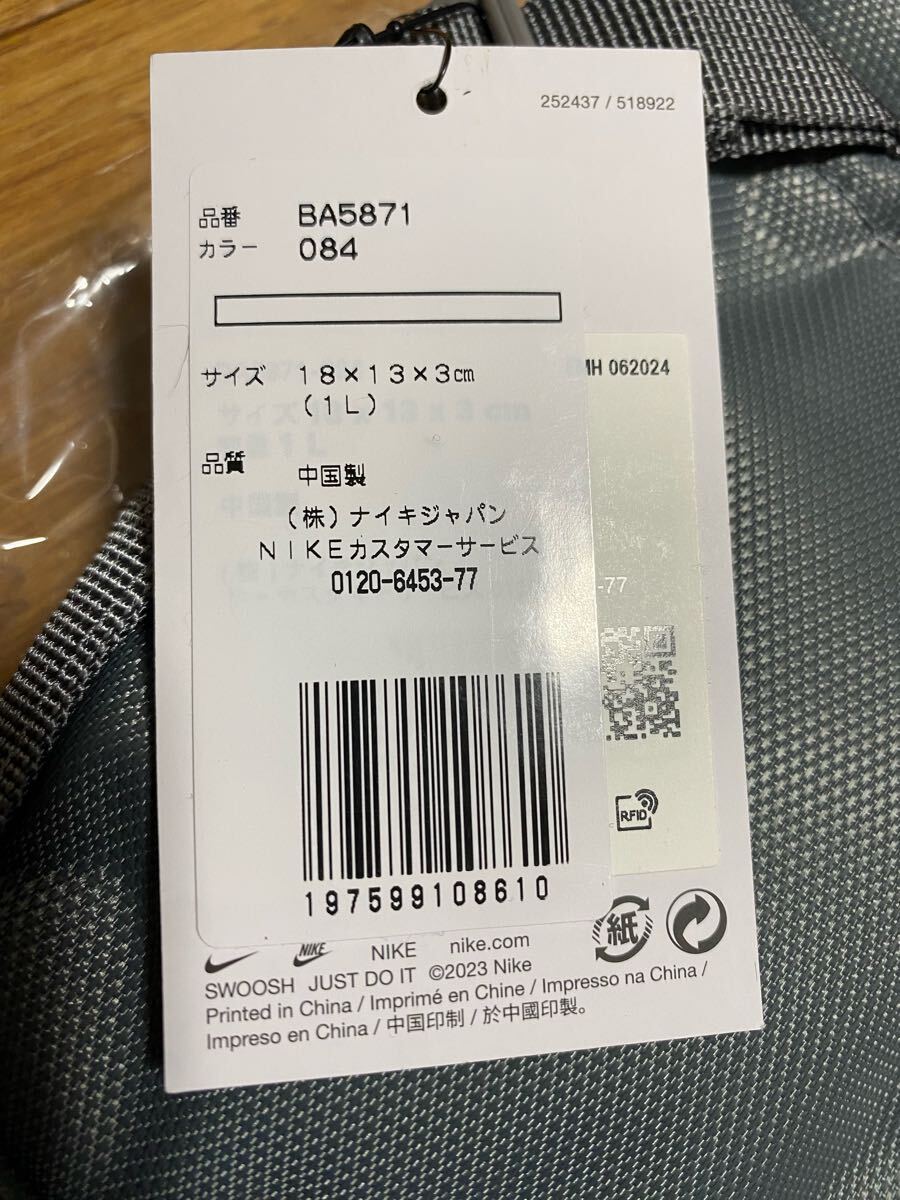 252437 / 518922
品番 BA5871
カラー 084
サイズ 18×13×3㎝
(1L)
品質 中国製
(株)ナイキジャパン
NIKEカスタマーサービス
0120-6453-77
197599108610
MH 062024
-77
RFID
紙
NIKE NIKE nike.com
SWOOSH JUST DO IT ©2023 Nike
Printed in China / Imprimé en Chine / Impresso na China /
Impreso en China / 中国印制 / 於中國印製。